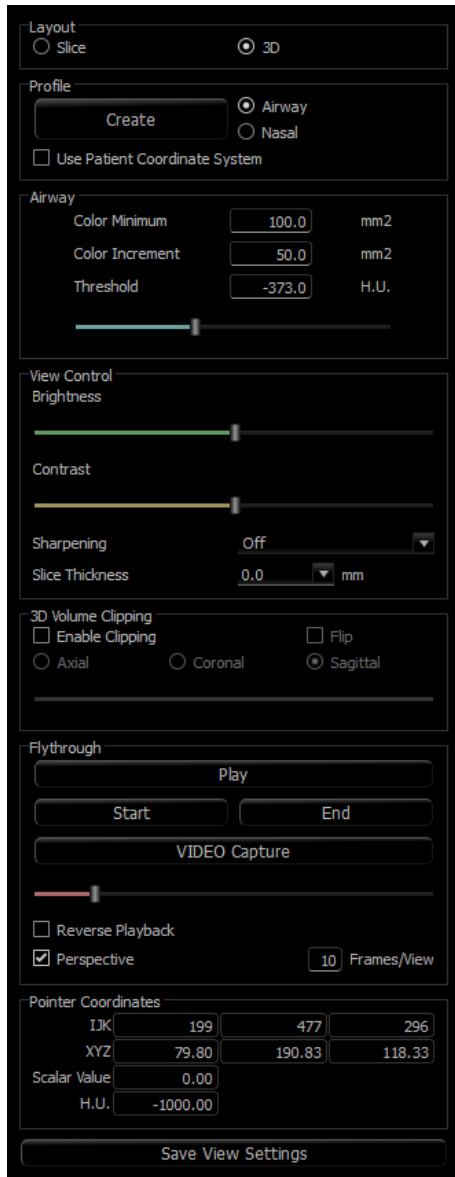 Layout
Slice 3D
Profile
Create
Airway
Nasal
Use Patient Coordinate System
Airway
Color Minimum 100.0 mm2
Color Increment 50.0 mm2
Threshold -373.0 H.U.
View Control
Brightness
Contrast
Sharpening Off
Slice Thickness 0.0 mm
3D Volume Clipping
Enable Clipping Flip
Axial Coronal Sagittal
Flythrough
Play
Start End
VIDEO Capture
Reverse Playback
Perspective 10 Frames/View
Pointer Coordinates
IJK 199 477 296
XYZ 79.80 190.83 118.33
Scalar Value 0.00
H.U. -1000.00
Save View Settings